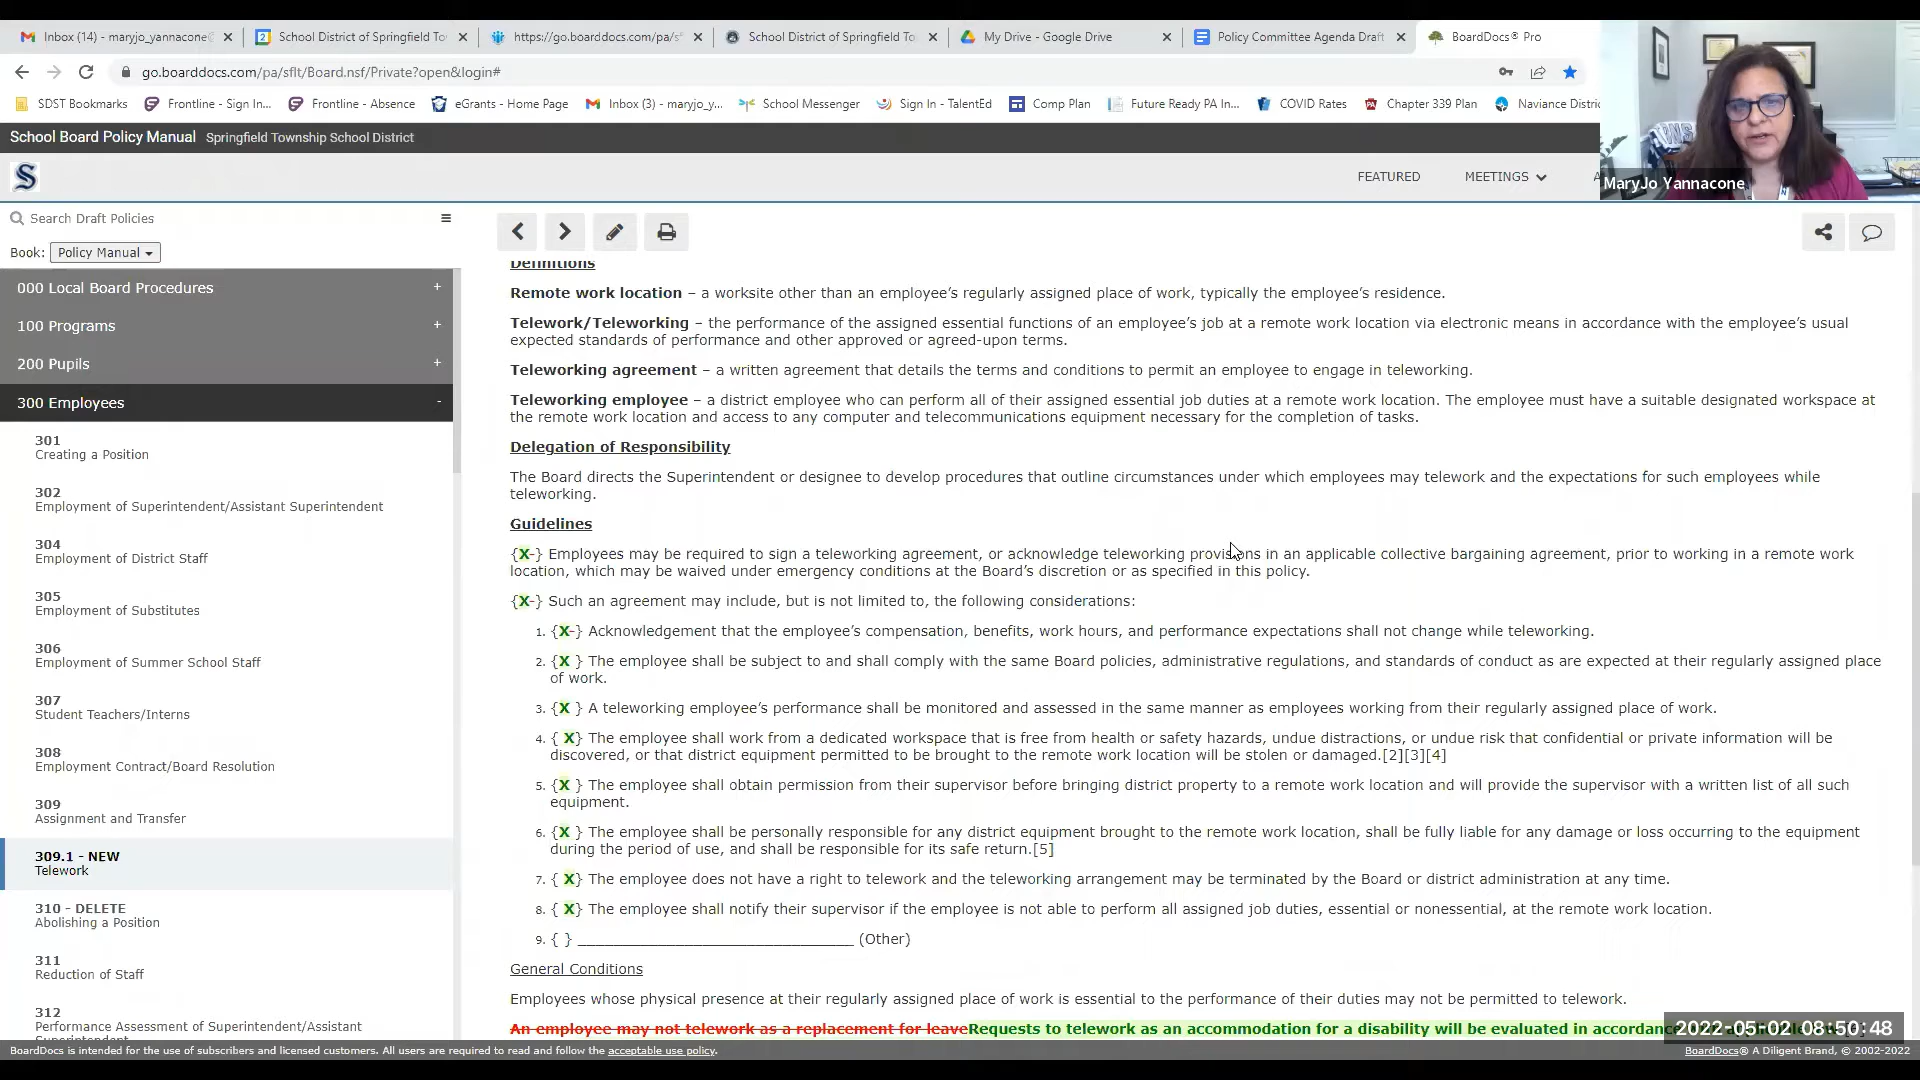 Inbox (14) - maryjo_yannacone@
School District of Springfield To
https://go.boarddocs.com/pa/s
School District of Springfield To
My Drive - Google Drive
Policy Committee Agenda Draft
BoardDocs® Pro
go.boarddocs.com/pa/sflt/Board.nsf/Private?open&login#
SDST Bookmarks
Frontline - Sign In...
Frontline - Absence
eGrants - Home Page
Inbox (3) - maryjo_y...
School Messenger
Sign In - TalentEd
Comp Plan
Future Ready PA In...
COVID Rates
Chapter 339 Plan
Naviance Distric
School Board Policy Manual Springfield Township School District
FEATURED
MEETINGS
MaryJo Yannacone
Search Draft Policies
Book: Policy Manual
000 Local Board Procedures +
100 Programs +
200 Pupils +
300 Employees -
301
Creating a Position
302
Employment of Superintendent/Assistant Superintendent
304
Employment of District Staff
305
Employment of Substitutes
306
Employment of Summer School Staff
307
Student Teachers/Interns
308
Employment Contract/Board Resolution
309
Assignment and Transfer
309.1 - NEW
Telework
310 - DELETE
Abolishing a Position
311
Reduction of Staff
312
Performance Assessment of Superintendent/Assistant
Superintendent
Definitions
Remote work location – a worksite other than an employee's regularly assigned place of work, typically the employee's residence.
Telework/Teleworking – the performance of the assigned essential functions of an employee's job at a remote work location via electronic means in accordance with the employee's usual
expected standards of performance and other approved or agreed-upon terms.
Teleworking agreement – a written agreement that details the terms and conditions to permit an employee to engage in teleworking.
Teleworking employee – a district employee who can perform all of their assigned essential job duties at a remote work location. The employee must have a suitable designated workspace at
the remote work location and access to any computer and telecommunications equipment necessary for the completion of tasks.
Delegation of Responsibility
The Board directs the Superintendent or designee to develop procedures that outline circumstances under which employees may telework and the expectations for such employees while
teleworking.
Guidelines
{X-} Employees may be required to sign a teleworking agreement, or acknowledge teleworking provisions in an applicable collective bargaining agreement, prior to working in a remote work
location, which may be waived under emergency conditions at the Board's discretion or as specified in this policy.
{X-} Such an agreement may include, but is not limited to, the following considerations:
1. {X-} Acknowledgement that the employee's compensation, benefits, work hours, and performance expectations shall not change while teleworking.
2. {X } The employee shall be subject to and shall comply with the same Board policies, administrative regulations, and standards of conduct as are expected at their regularly assigned place
of work.
3. {X } A teleworking employee's performance shall be monitored and assessed in the same manner as employees working from their regularly assigned place of work.
4. { X} The employee shall work from a dedicated workspace that is free from health or safety hazards, undue distractions, or undue risk that confidential or private information will be
discovered, or that district equipment permitted to be brought to the remote work location will be stolen or damaged.[2][3][4]
5. {X } The employee shall obtain permission from their supervisor before bringing district property to a remote work location and will provide the supervisor with a written list of all such
equipment.
6. {X } The employee shall be personally responsible for any district equipment brought to the remote work location, shall be fully liable for any damage or loss occurring to the equipment
during the period of use, and shall be responsible for its safe return.[5]
7. { X} The employee does not have a right to telework and the teleworking arrangement may be terminated by the Board or district administration at any time.
8. { X} The employee shall notify their supervisor if the employee is not able to perform all assigned job duties, essential or nonessential, at the remote work location.
9. { } ________________________________ (Other)
General Conditions
Employees whose physical presence at their regularly assigned place of work is essential to the performance of their duties may not be permitted to telework.
An employee may not telework as a replacement for leaveRequests to telework as an accommodation for a disability will be evaluated in accordanc
2022-05-02 08:50:48
BoardDocs is intended for the use of subscribers and licensed customers. All users are required to read and follow the acceptable use policy.
BoardDocs® A Diligent Brand, © 2002-2022